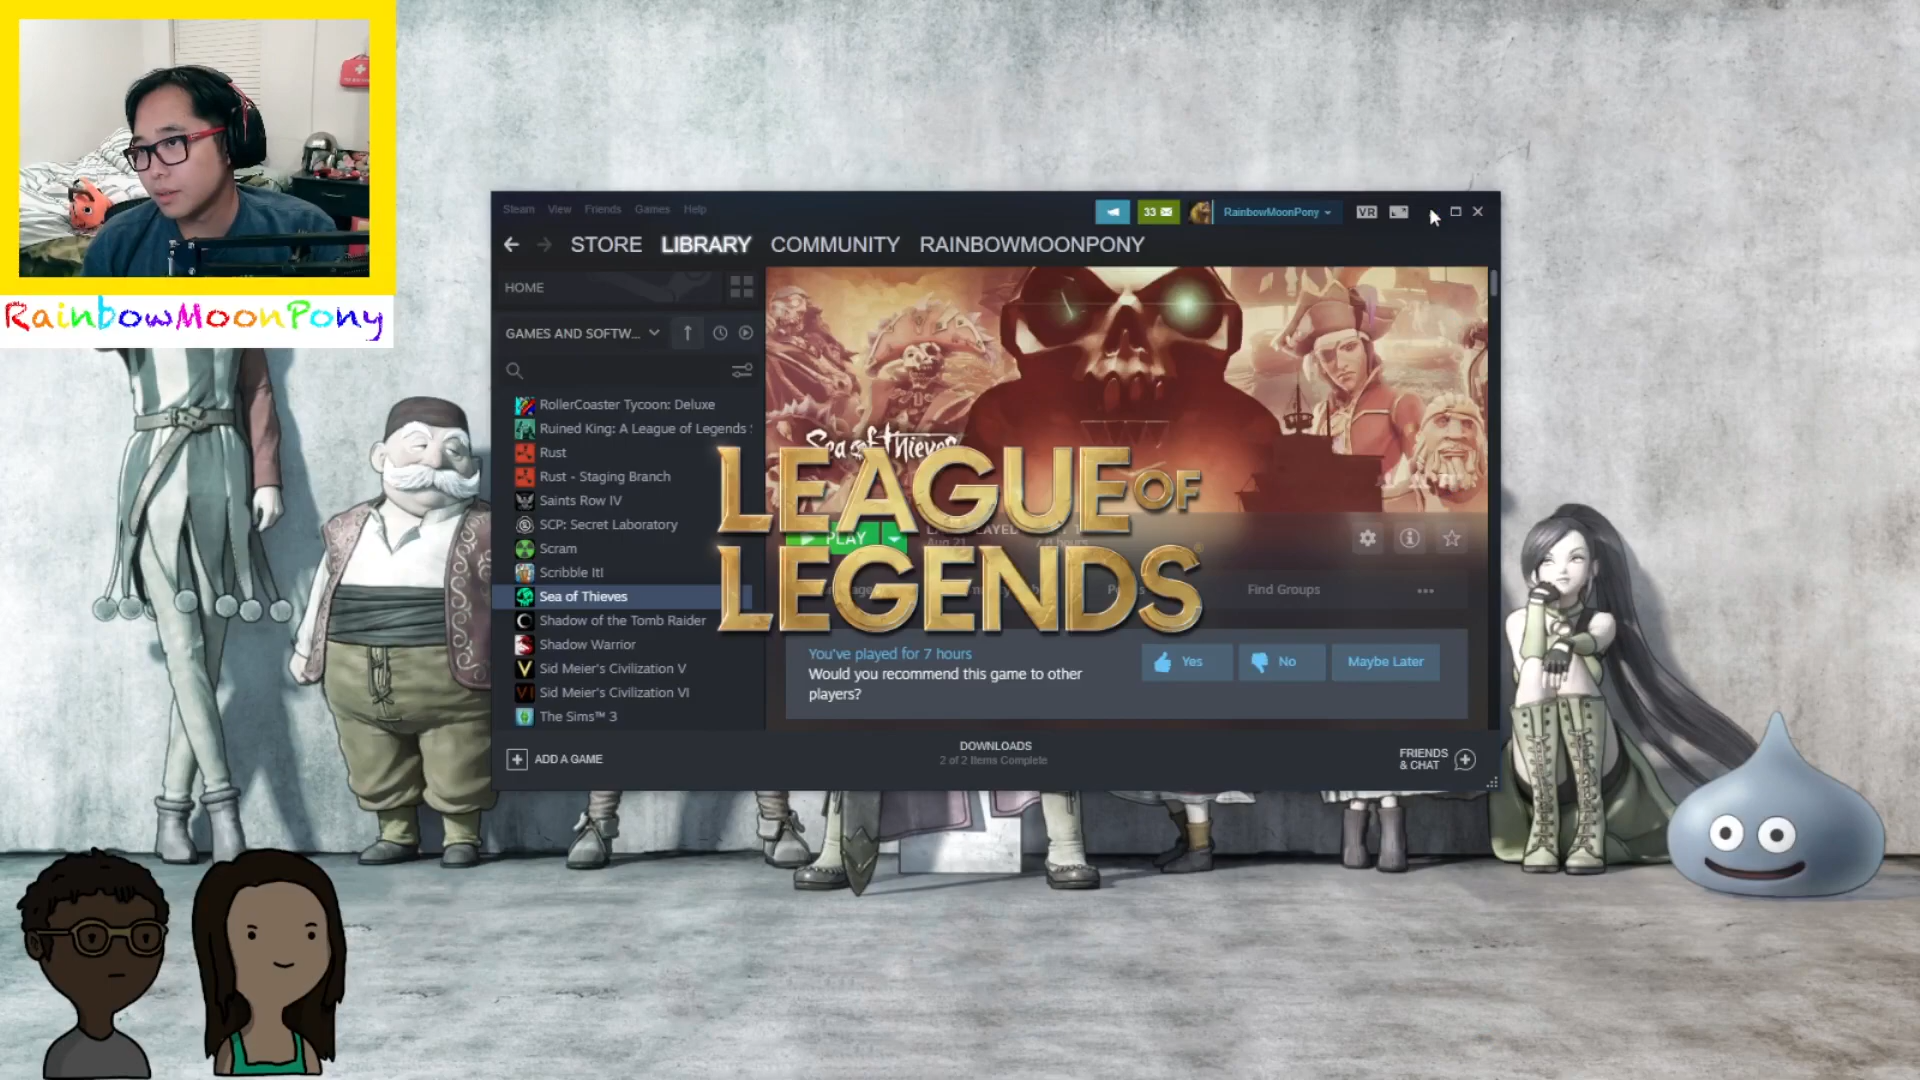 RainbowMoonPony
Steam View Friends Games Help
33
RainbowMoonPony
VR
STORE LIBRARY COMMUNITY RAINBOWMOONPONY
HOME
GAMES AND SOFTW...
RollerCoaster Tycoon: Deluxe
Ruined King: A League of Legends
Rust
Rust - Staging Branch
Saints Row IV
SCP: Secret Laboratory
Scram
Scribble It!
Sea of Thieves
Shadow of the Tomb Raider
Shadow Warrior
Sid Meier's Civilization V
Sid Meier's Civilization VI
The Sims™ 3
Sea of Thieves
LEAGUE OF
LEGENDS
PLAY
Aug 21
Find Groups
You've played for 7 hours
Would you recommend this game to other
players?
Yes
No
Maybe Later
ADD A GAME
DOWNLOADS
2 of 2 Items Complete
FRIENDS
& CHAT